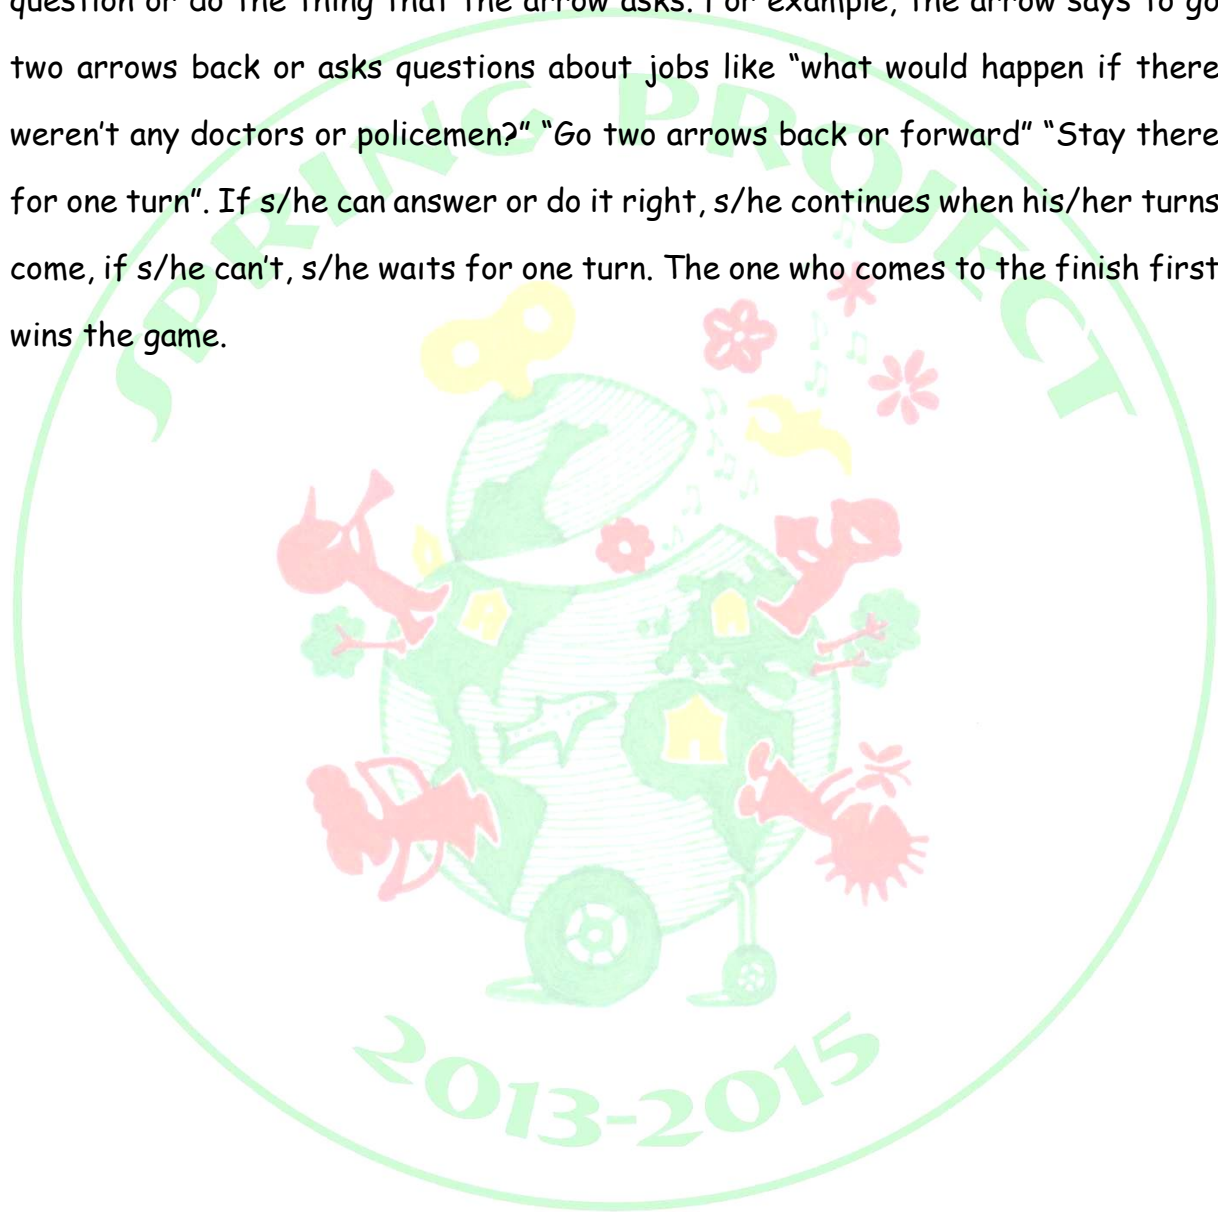 question or do the thing that the arrow asks. For example, the arrow says to go
two arrows back or asks questions about jobs like “what would happen if there
weren’t any doctors or policemen?” “Go two arrows back or forward” “Stay there
for one turn”. If s/he can answer or do it right, s/he continues when his/her turns
come, if s/he can’t, s/he waıts for one turn. The one who comes to the finish first
wins the game.
SPRING PROJECT
2013-2015